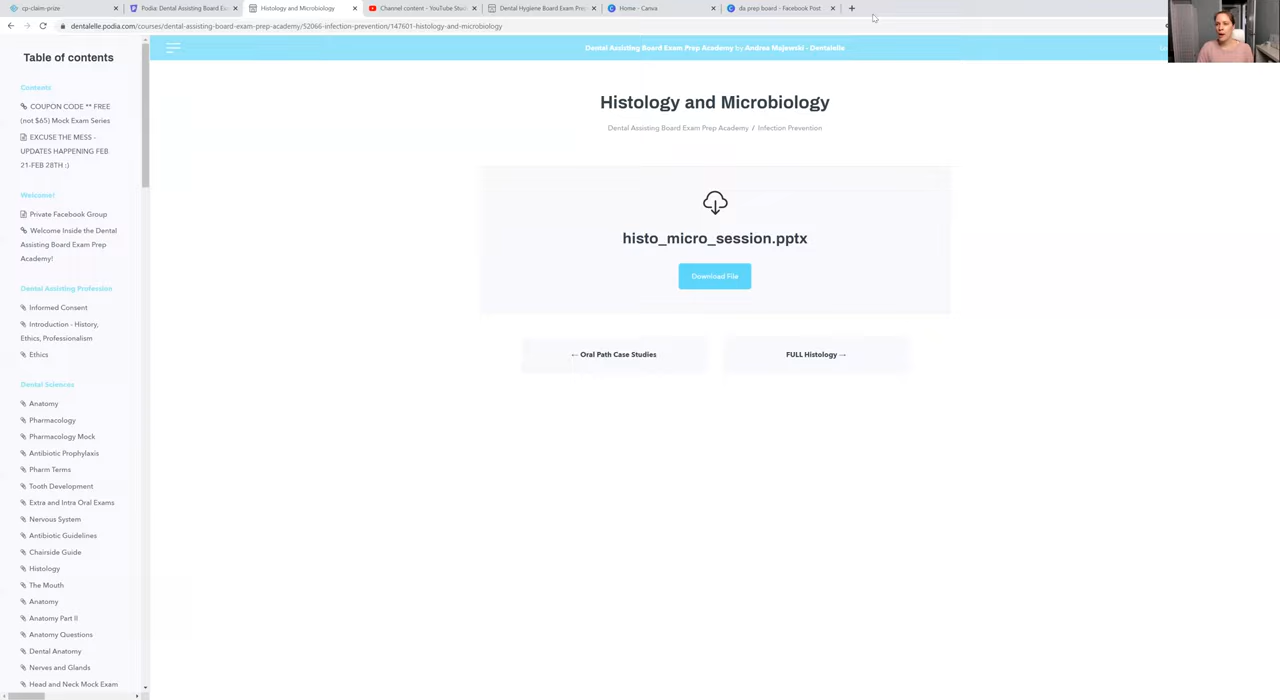 cp-claim-prize
Podia: Dental Assisting Board Ex
Histology and Microbiology
Channel content - YouTube Studi
Dental Hygiene Board Exam Pre
Home - Canva
da prep board - Facebook Post
dentalelle.podia.com/courses/dental-assisting-board-exam-prep-academy/52066-infection-prevention/147601-histology-and-microbiology
Dental Assisting Board Exam Prep Academy by Andrea Majewski - Dentalelle
Table of contents
Contents
COUPON CODE ** FREE
(not $65) Mock Exam Series
EXCUSE THE MESS -
UPDATES HAPPENING FEB
21-FEB 28TH :)
Welcome!
Private Facebook Group
Welcome Inside the Dental
Assisting Board Exam Prep
Academy!
Dental Assisting Profession
Informed Consent
Introduction - History,
Ethics, Professionalism
Ethics
Dental Sciences
Anatomy
Pharmacology
Pharmacology Mock
Antibiotic Prophylaxis
Pharm Terms
Tooth Development
Extra and Intra Oral Exams
Nervous System
Antibiotic Guidelines
Chairside Guide
Histology
The Mouth
Anatomy
Anatomy Part II
Anatomy Questions
Dental Anatomy
Nerves and Glands
Head and Neck Mock Exam
Histology and Microbiology
Dental Assisting Board Exam Prep Academy / Infection Prevention
histo_micro_session.pptx
Download File
← Oral Path Case Studies
FULL Histology →